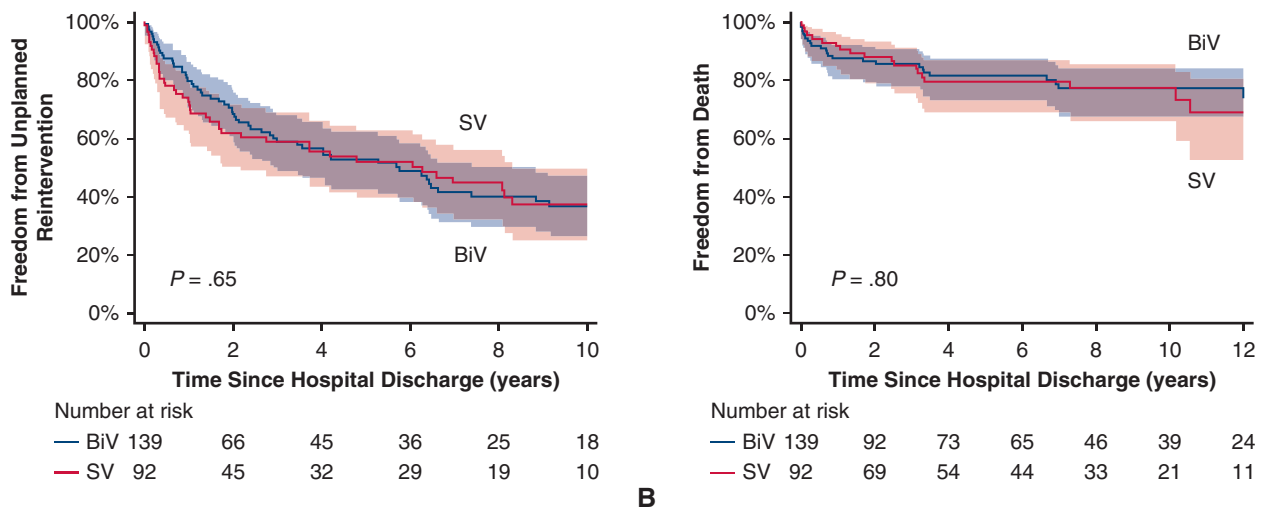 100%
80%
60%
40%
20%
0%
Freedom from Unplanned
Reintervention
SV
BiV
P = .65
0 2 4 6 8 10
Time Since Hospital Discharge (years)
Number at risk
BiV 139 66 45 36 25 18
SV 92 45 32 29 19 10
100%
80%
60%
40%
20%
0%
Freedom from Death
BiV
SV
P = .80
0 2 4 6 8 10 12
Time Since Hospital Discharge (years)
Number at risk
BiV 139 92 73 65 46 39 24
SV 92 69 54 44 33 21 11
B